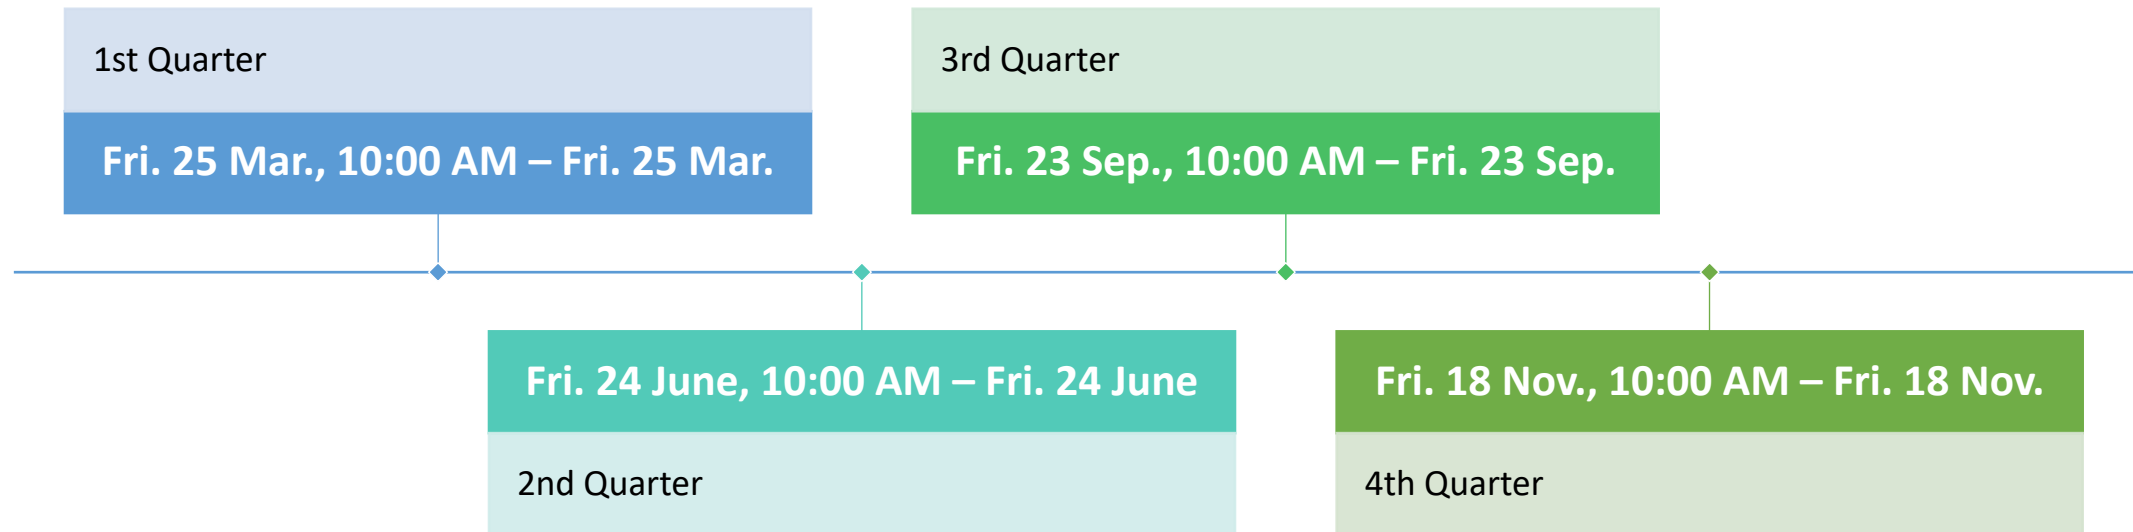 1st Quarter
Fri. 25 Mar., 10:00 AM – Fri. 25 Mar.
3rd Quarter
Fri. 23 Sep., 10:00 AM – Fri. 23 Sep.
Fri. 24 June, 10:00 AM – Fri. 24 June
2nd Quarter
Fri. 18 Nov., 10:00 AM – Fri. 18 Nov.
4th Quarter